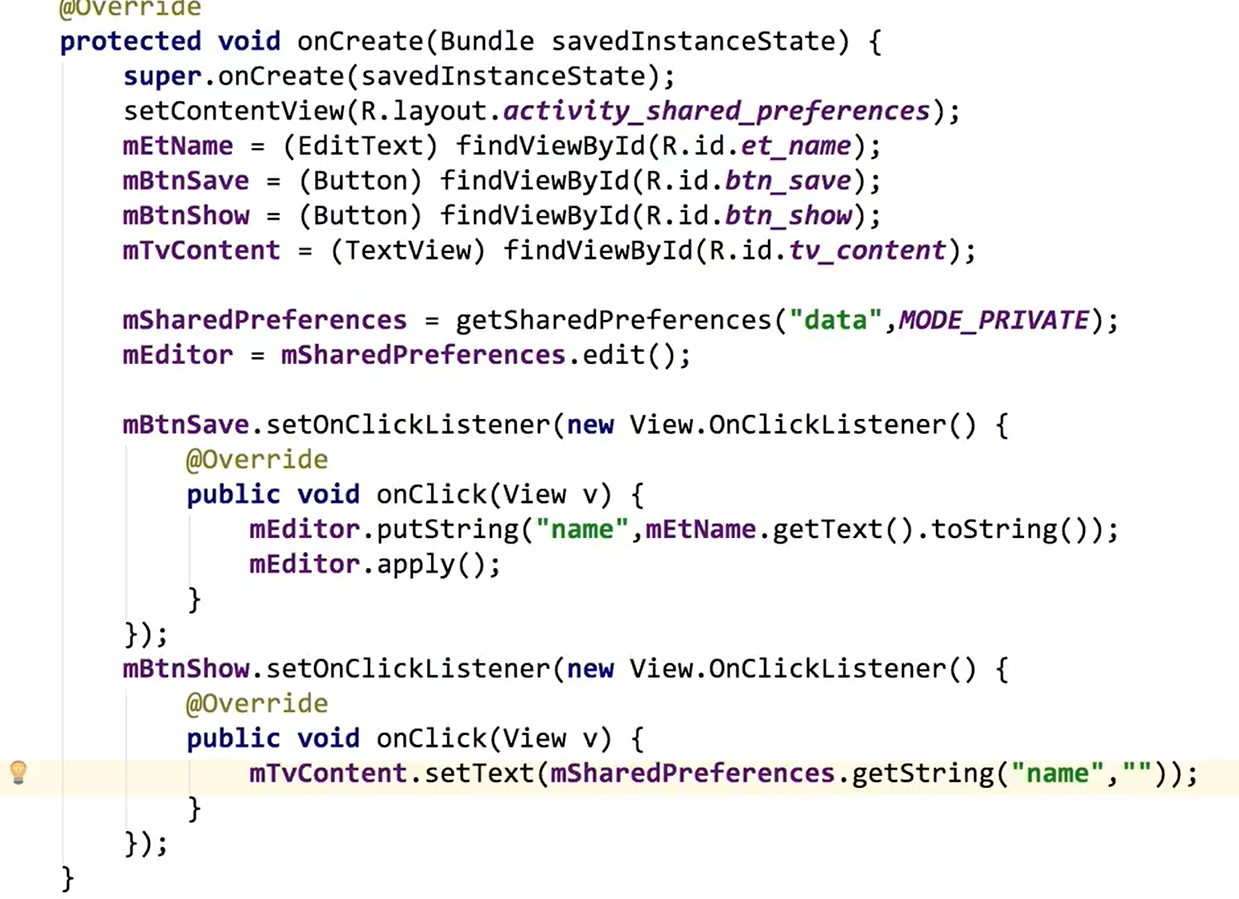 @Override
protected void onCreate(Bundle savedInstanceState) {
super.onCreate(savedInstanceState);
setContentView(R.layout.activity_shared_preferences);
mEtName = (EditText) findViewById(R.id.et_name);
mBtnSave = (Button) findViewById(R.id.btn_save);
mBtnShow = (Button) findViewById(R.id.btn_show);
mTvContent = (TextView) findViewById(R.id.tv_content);
mSharedPreferences = getSharedPreferences("data",MODE_PRIVATE);
mEditor = mSharedPreferences.edit();
mBtnSave.setOnClickListener(new View.OnClickListener() {
@Override
public void onClick(View v) {
mEditor.putString("name",mEtName.getText().toString());
mEditor.apply();
}
});
mBtnShow.setOnClickListener(new View.OnClickListener() {
@Override
public void onClick(View v) {
mTvContent.setText(mSharedPreferences.getString("name",""));
}
});
}